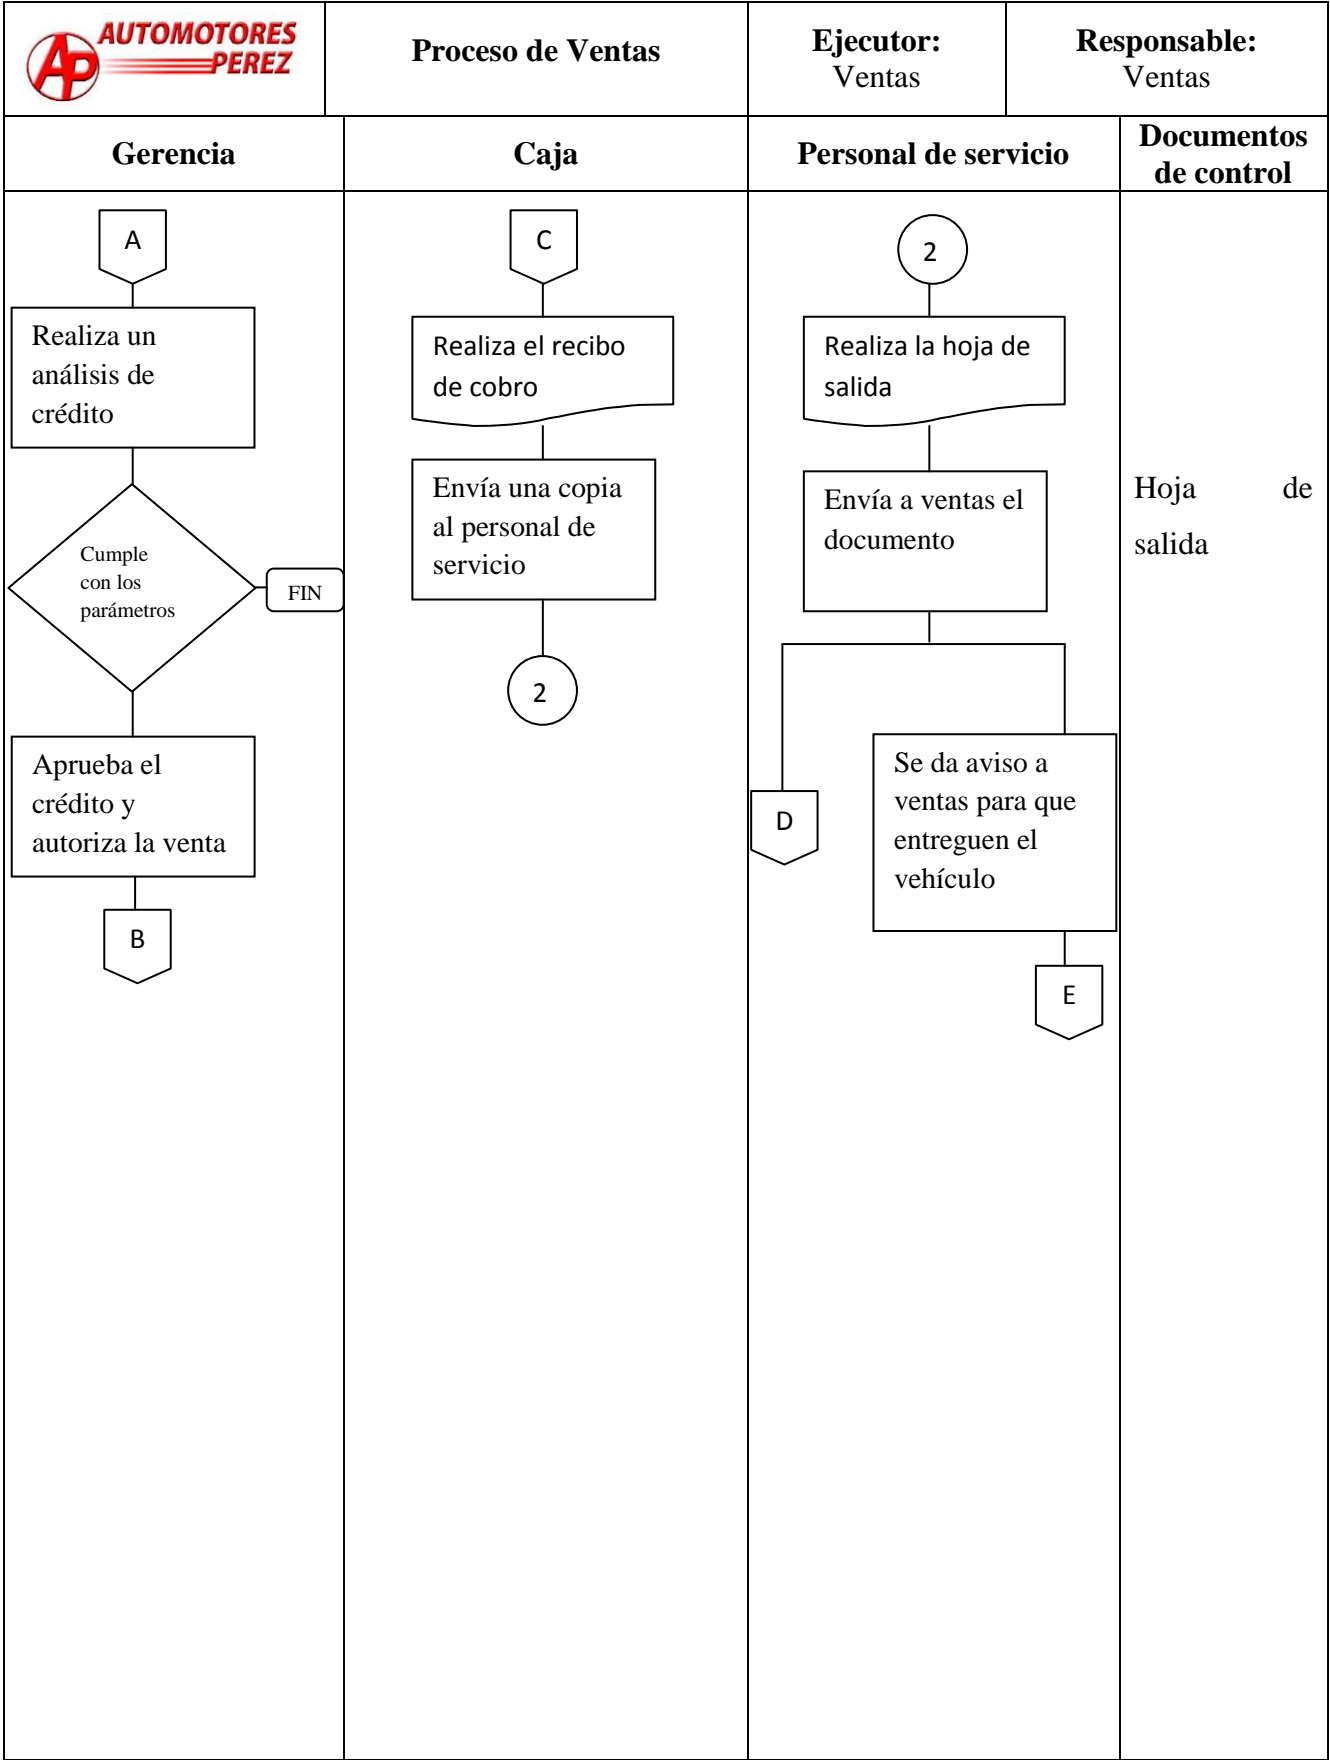 AP
AUTOMOTORES
PEREZ
Proceso de Ventas
Ejecutor:
Ventas
Responsable:
Ventas
Gerencia
Caja
Personal de servicio
Documentos
de control
A
Realiza un
análisis de
crédito
Cumple
con los
parámetros
FIN
Aprueba el
crédito y
autoriza la venta
B
C
Realiza el recibo
de cobro
Envía una copia
al personal de
servicio
2
2
Realiza la hoja de
salida
Envía a ventas el
documento
D
Se da aviso a
ventas para que
entreguen el
vehículo
E
Hoja de
salida